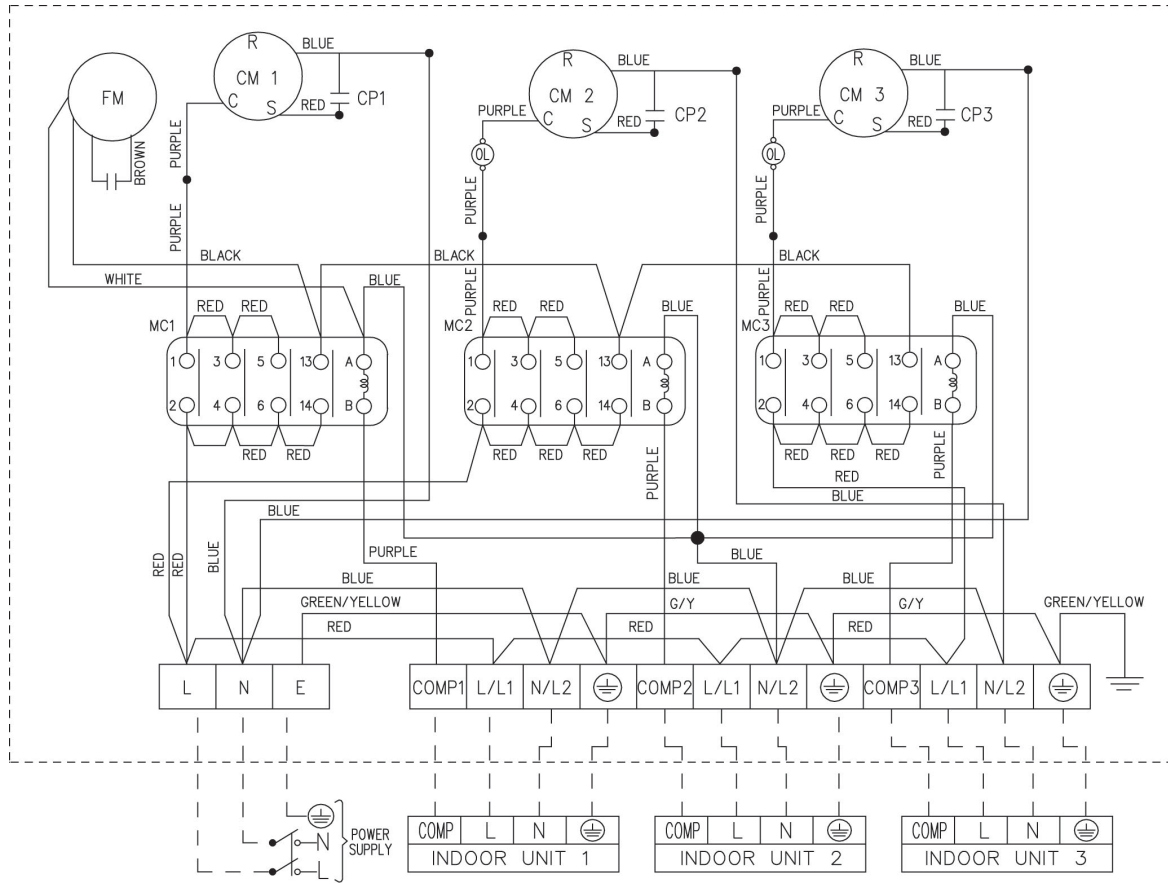 R BLUE
CM 1
C S RED CP1
FM
BROWN
PURPLE
PURPLE
R BLUE
CM 2
PURPLE C S RED CP2
OL
PURPLE
PURPLE
R BLUE
CM 3
PURPLE C S RED CP3
OL
PURPLE
PURPLE
BLACK BLACK
WHITE BLUE BLUE BLUE
RED RED RED RED RED RED
MC1 MC2 MC3
1 3 5 13 A 1 3 5 13 A 1 3 5 13 A
2 4 6 14 B 2 4 6 14 B 2 4 6 14 B
RED RED RED RED RED RED RED RED
RED
PURPLE PURPLE
BLUE
BLUE
RED RED BLUE
PURPLE BLUE
BLUE BLUE BLUE
GREEN/YELLOW G/Y G/Y GREEN/YELLOW
RED RED RED
L N E COMP1 L/L1 N/L2 COMP2 L/L1 N/L2 COMP3 L/L1 N/L2
N
L
POWER
SUPPLY
COMP L N
INDOOR UNIT 1
COMP L N
INDOOR UNIT 2
COMP L N
INDOOR UNIT 3